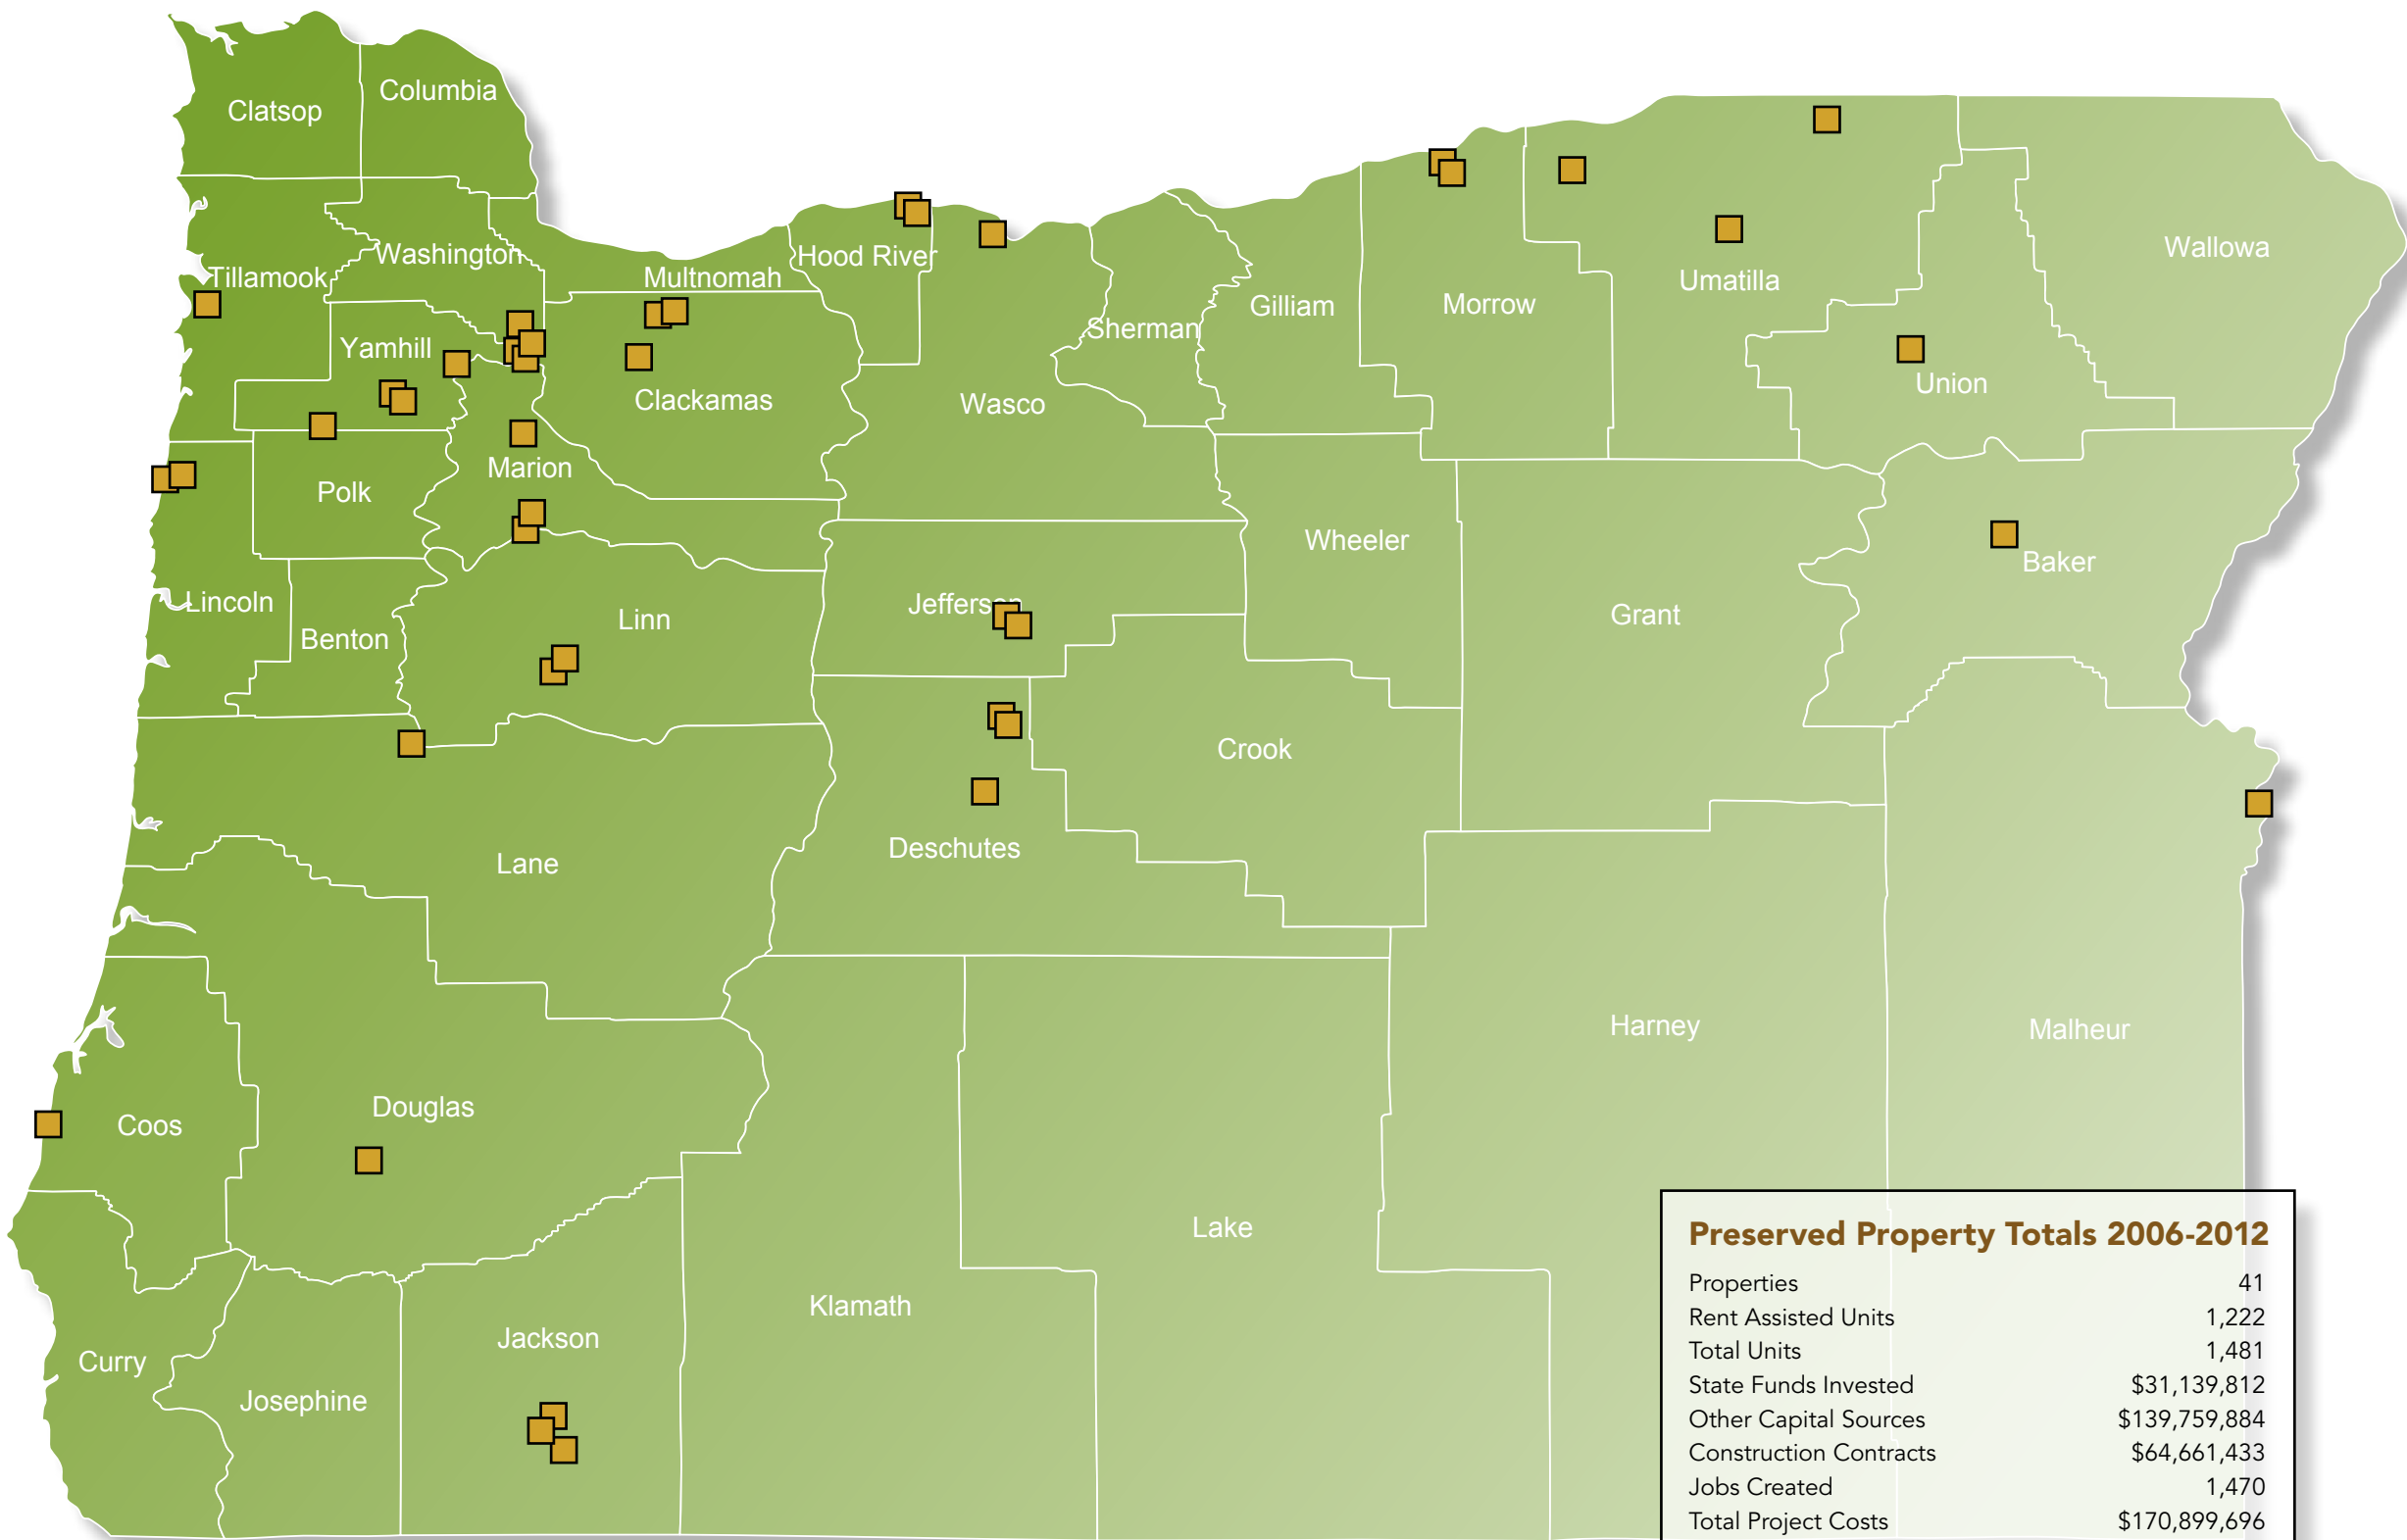 Clatsop
Columbia
Tillamook
Washington
Multnomah
Hood River
Wallowa
Umatilla
Gilliam
Morrow
Sherman
Yamhill
Clackamas
Wasco
Union
Marion
Polk
Wheeler
Baker
Lincoln
Benton
Linn
Jefferson
Grant
Crook
Lane
Deschutes
Harney
Malheur
Coos
Douglas
Lake
Klamath
Jackson
Curry
Josephine
Preserved Property Totals 2006-2012
Properties 41
Rent Assisted Units 1,222
Total Units 1,481
State Funds Invested $31,139,812
Other Capital Sources $139,759,884
Construction Contracts $64,661,433
Jobs Created 1,470
Total Project Costs $170,899,696